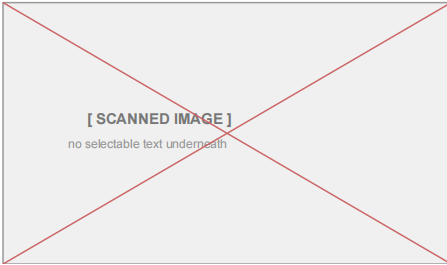 [ SCANNED IMAGE ]
no selectable text underneath